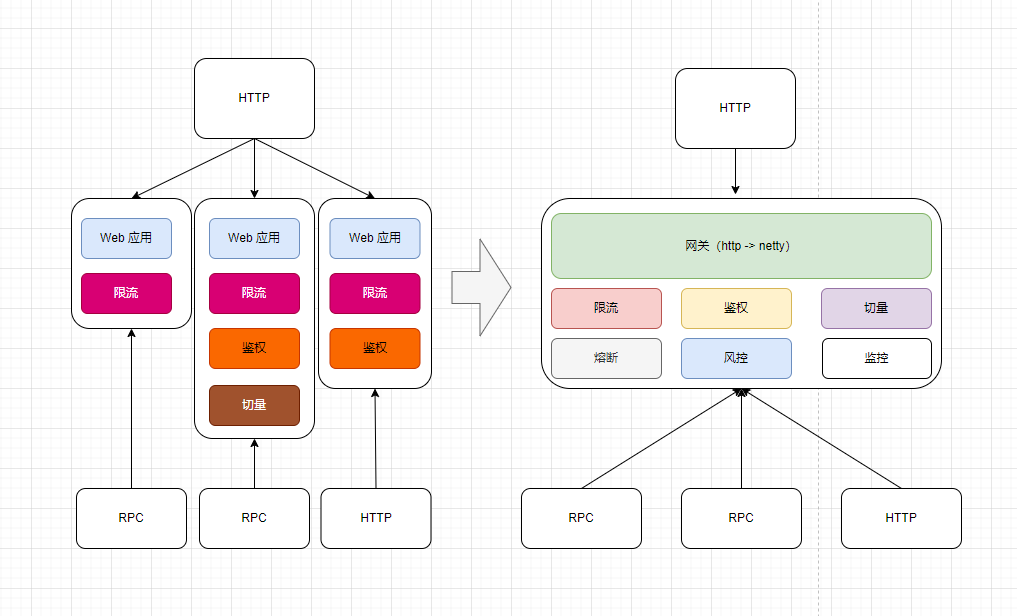 HTTP
Web 应用
限流
Web 应用
限流
鉴权
切量
Web 应用
限流
鉴权
RPC
RPC
HTTP
HTTP
网关（http -> netty）
限流
鉴权
切量
熔断
风控
监控
RPC
RPC
HTTP